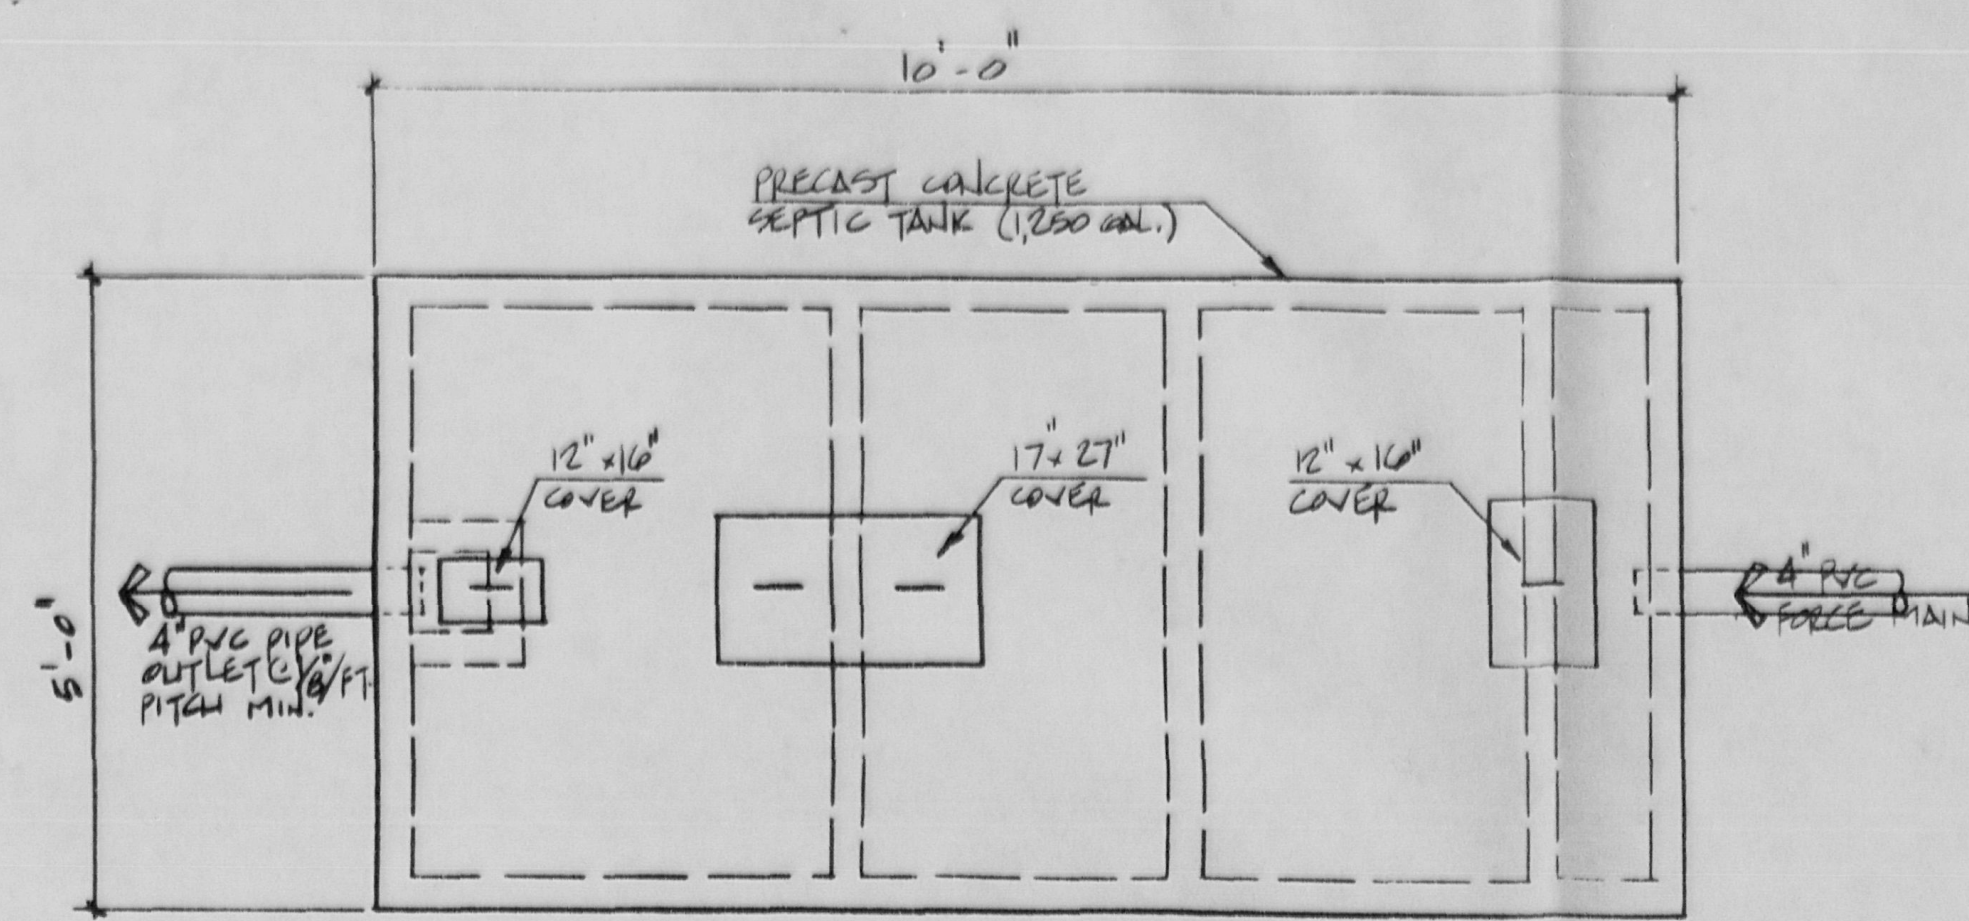 10'-0"
PRECAST CONCRETE
SEPTIC TANK (1,250 GAL.)
12" x 16"
COVER
17" x 27"
COVER
12" x 16"
COVER
4" PVC
FORCE MAIN
4" PVC PIPE
OUTLET @ 1/8"/FT.
PITCH MIN.
5'-0"